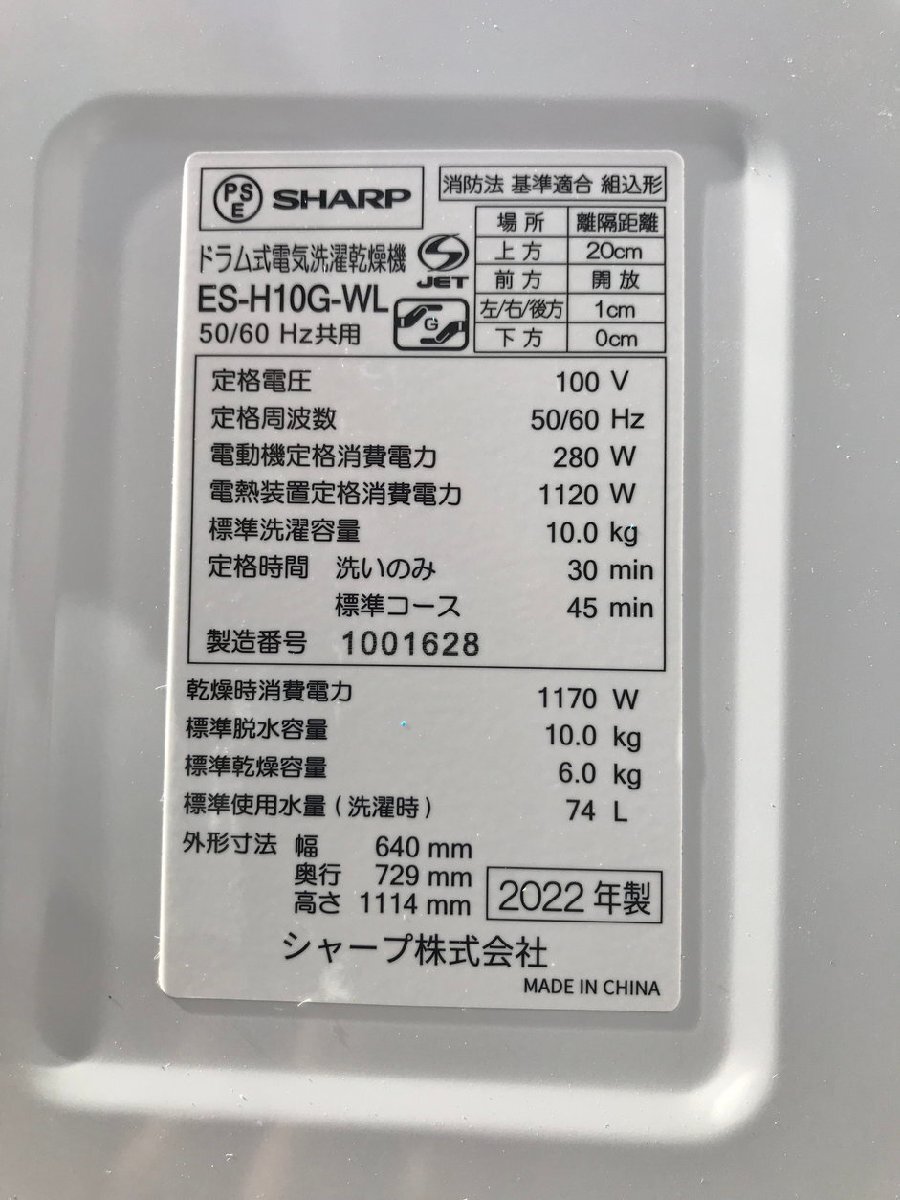 PSE SHARP
消防法 基準適合 組込形
ドラム式電気洗濯乾燥機
ES-H10G-WL
50/60 Hz共用
S
JET
G
場所 離隔距離
上方 20cm
前方 開放
左/右/後方 1cm
下方 0cm
定格電圧 100 V
定格周波数 50/60 Hz
電動機定格消費電力 280 W
電熱装置定格消費電力 1120 W
標準洗濯容量 10.0 kg
定格時間 洗いのみ 30 min
標準コース 45 min
製造番号 1001628
乾燥時消費電力 1170 W
標準脱水容量 10.0 kg
標準乾燥容量 6.0 kg
標準使用水量(洗濯時) 74 L
外形寸法 幅 640 mm
奥行 729 mm
高さ 1114 mm
2022年製
シャープ株式会社
MADE IN CHINA